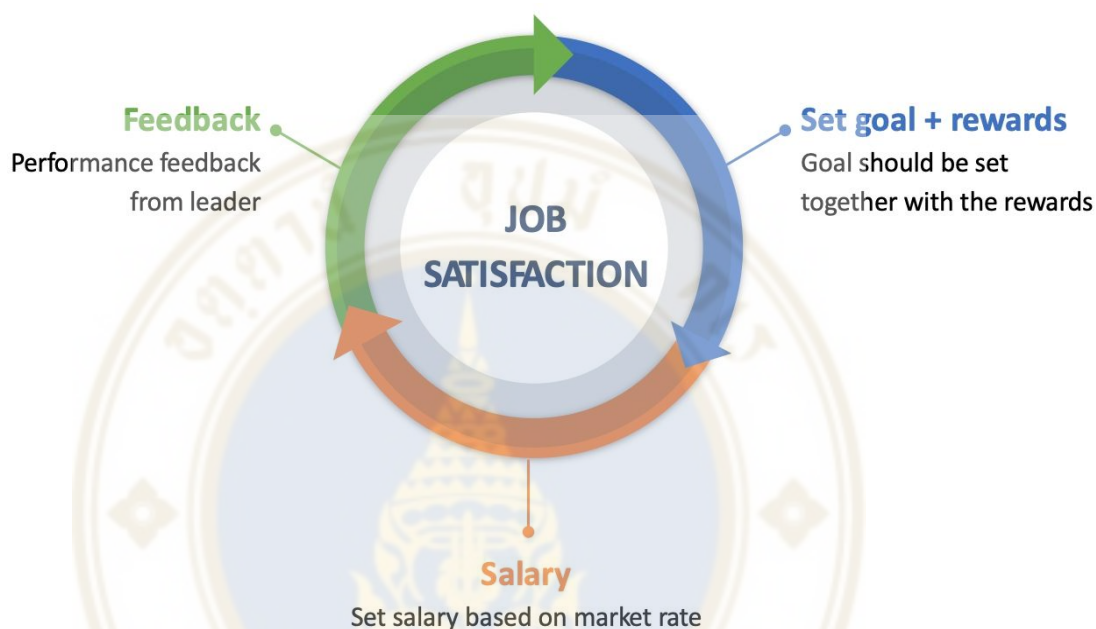 Feedback
Performance feedback
from leader
JOB
SATISFACTION
Set goal + rewards
Goal should be set
together with the rewards
Salary
Set salary based on market rate